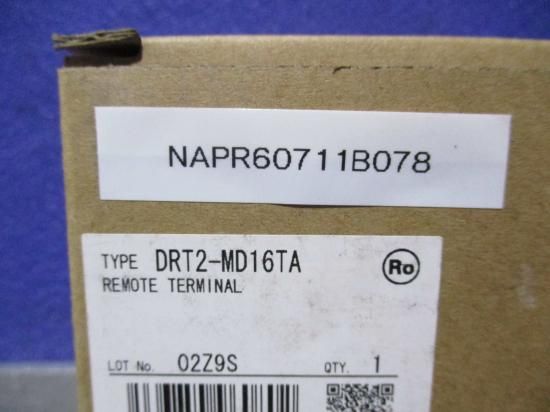 NAPR60711B078
TYPE DRT2-MD16TA Ro
REMOTE TERMINAL
LOT No. 02Z9S QTY. 1